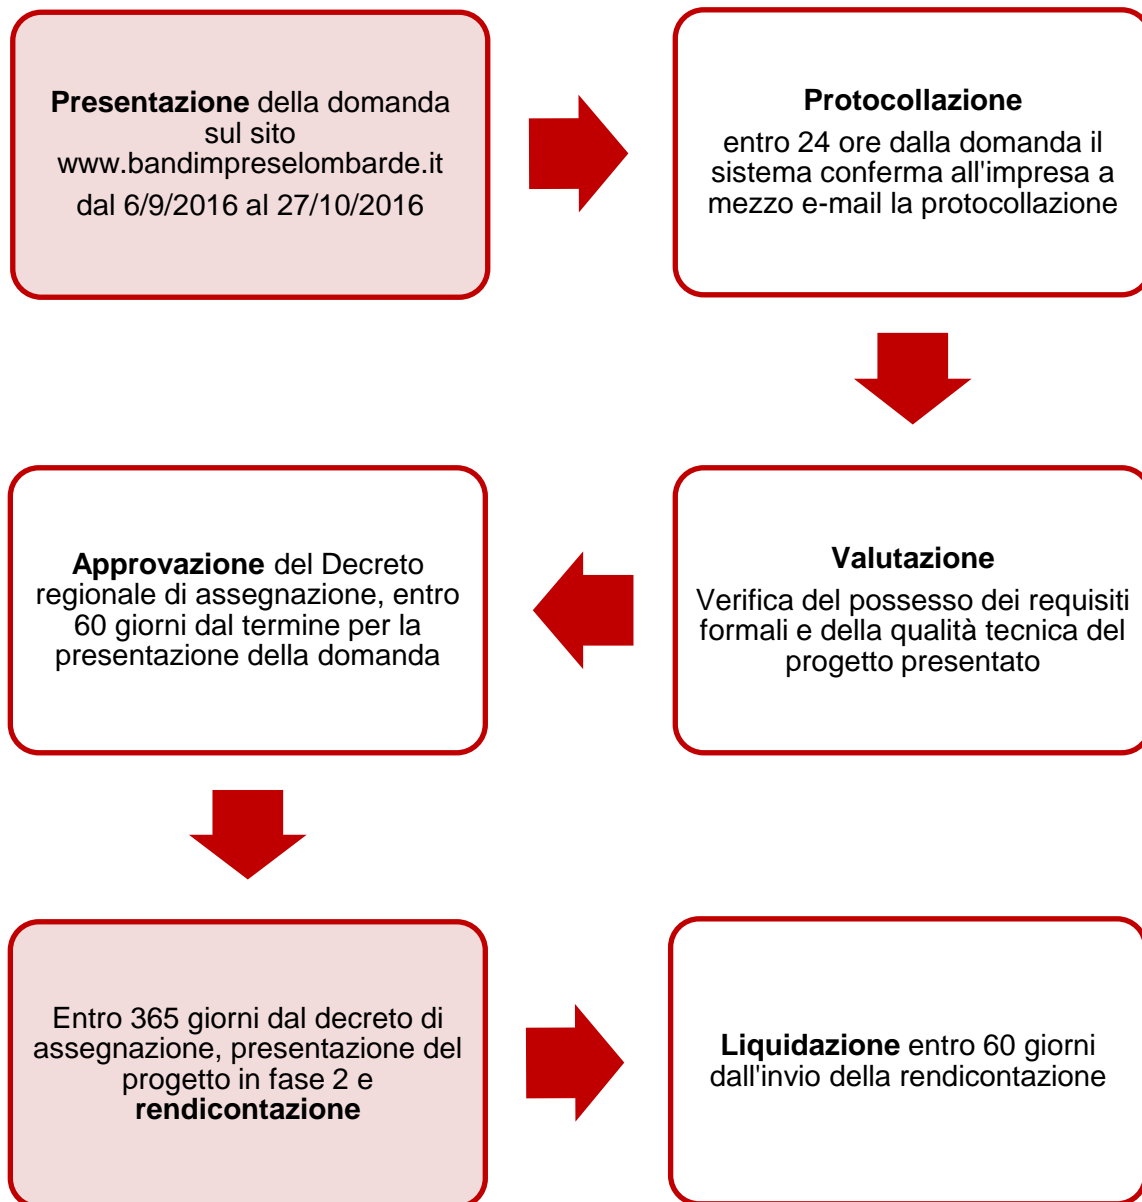 Presentazione della domanda
sul sito
www.bandimpreselombarde.it
dal 6/9/2016 al 27/10/2016
Protocollazione
entro 24 ore dalla domanda il
sistema conferma all'impresa a
mezzo e-mail la protocollazione
Valutazione
Verifica del possesso dei requisiti
formali e della qualità tecnica del
progetto presentato
Approvazione del Decreto
regionale di assegnazione, entro
60 giorni dal termine per la
presentazione della domanda
Entro 365 giorni dal decreto di
assegnazione, presentazione del
progetto in fase 2 e
rendicontazione
Liquidazione entro 60 giorni
dall'invio della rendicontazione